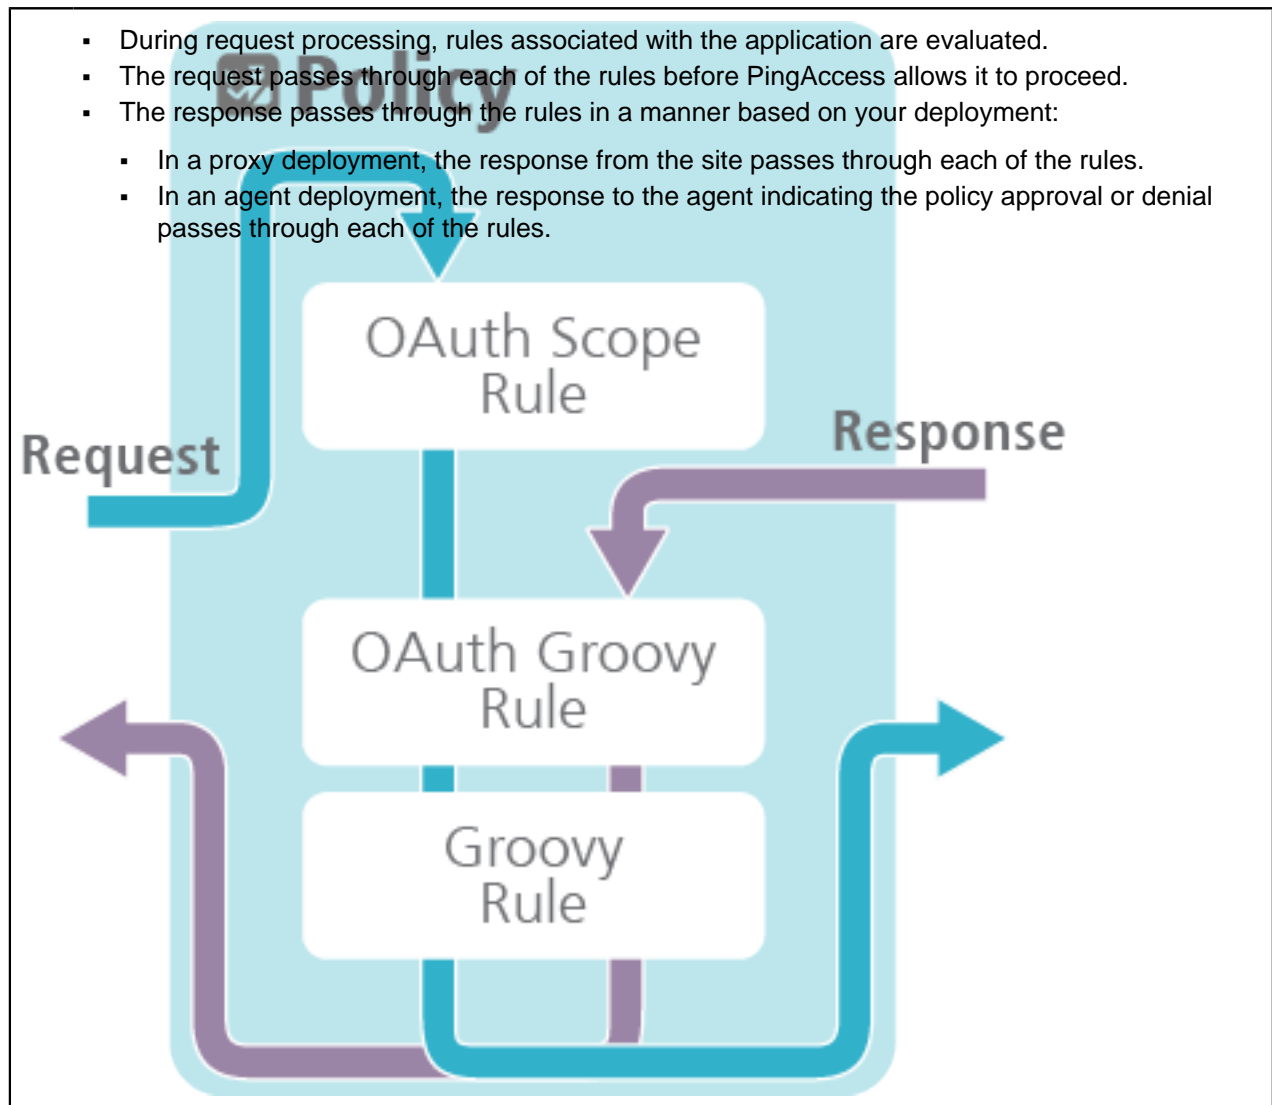 ▪ During request processing, rules associated with the application are evaluated.
▪ The request passes through each of the rules before PingAccess allows it to proceed.
Policy
▪ The response passes through the rules in a manner based on your deployment:
▪ In a proxy deployment, the response from the site passes through each of the rules.
▪ In an agent deployment, the response to the agent indicating the policy approval or denial
passes through each of the rules.
OAuth Scope
Rule
Request
Response
OAuth Groovy
Rule
Groovy
Rule